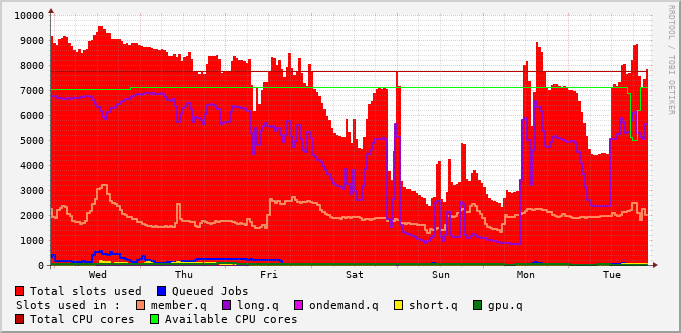 10000
9000
8000
7000
6000
5000
4000
3000
2000
1000
0
Wed Thu Fri Sat Sun Mon Tue
Total slots used Queued Jobs
Slots used in : member.q long.q ondemand.q short.q gpu.q
Total CPU cores Available CPU cores
RRDTOOL / TOBI OETIKER